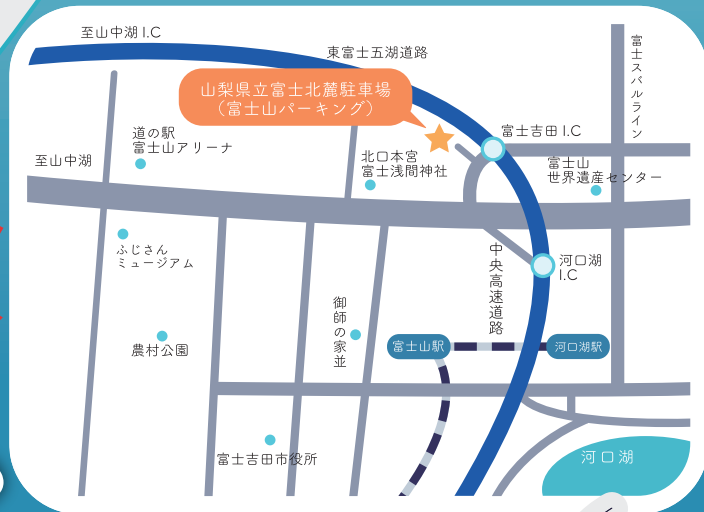 至山中湖 I.C
東富士五湖道路
富士スバルライン
山梨県立富士北麓駐車場
（富士山パーキング）
道の駅
富士山アリーナ
至山中湖
北口本宮
富士浅間神社
富士吉田 I.C
富士山
世界遺産センター
ふじさん
ミュージアム
中央高速道路
河口湖
I.C
御師の家並
農村公園
富士山駅
河口湖駅
富士吉田市役所
河口湖